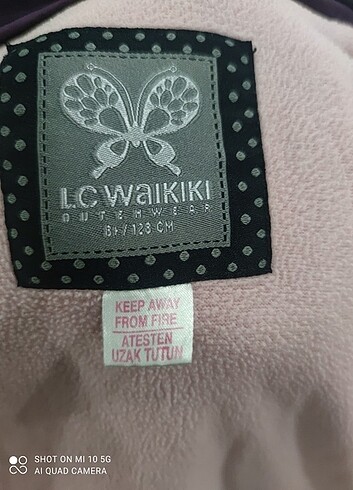 LC WAIKIKI
OUTERWEAR
8+/128 CM
KEEP AWAY
FROM FIRE
ATEŞTEN
UZAK TUTUN
SHOT ON MI 10 5G
AI QUAD CAMERA